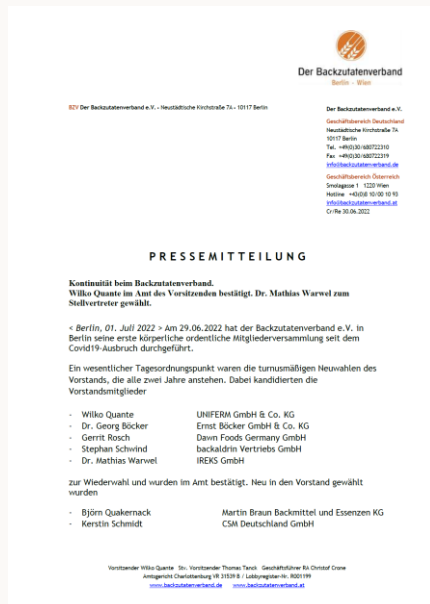 Der Backzutatenverband
Berlin - Wien
BZV Der Backzutatenverband e.V. - Neustädtische Kirchstraße 7A - 10117 Berlin
Der Backzutatenverband e.V.
Geschäftsbereich Deutschland
Neustädtische Kirchstraße 7A
10117 Berlin
Tel. +49(0)30/680722310
Fax +49(0)30/680722319
info@backzutatenverband.de
Geschäftsbereich Österreich
Smolagasse 1 1220 Wien
Hotline +43(0)0 10/00 10 93
info@backzutatenverband.at
Cr/Re 30.06.2022
PRESSEMITTEILUNG
Kontinuität beim Backzutatenverband.
Wilko Quante im Amt des Vorsitzenden bestätigt. Dr. Mathias Warwel zum
Stellvertreter gewählt.
< Berlin, 01. Juli 2022 > Am 29.06.2022 hat der Backzutatenverband e.V. in
Berlin seine erste körperliche ordentliche Mitgliederversammlung seit dem
Covid19-Ausbruch durchgeführt.
Ein wesentlicher Tagesordnungspunkt waren die turnusmäßigen Neuwahlen des
Vorstands, die alle zwei Jahre anstehen. Dabei kandidierten die
Vorstandsmitglieder
- Wilko Quante UNIFERM GmbH & Co. KG
- Dr. Georg Böcker Ernst Böcker GmbH & Co. KG
- Gerrit Rosch Dawn Foods Germany GmbH
- Stephan Schwind backaldrin Vertriebs GmbH
- Dr. Mathias Warwel IREKS GmbH
zur Wiederwahl und wurden im Amt bestätigt. Neu in den Vorstand gewählt
wurden
- Björn Quakernack Martin Braun Backmittel und Essenzen KG
- Kerstin Schmidt CSM Deutschland GmbH
Vorsitzender Wilko Quante Stv. Vorsitzender Thomas Tanck Geschäftsführer RA Christof Crone
Amtsgericht Charlottenburg VR 31539 B / Lobbyregister-Nr. R001199
www.backzutatenverband.de www.backzutatenverband.at